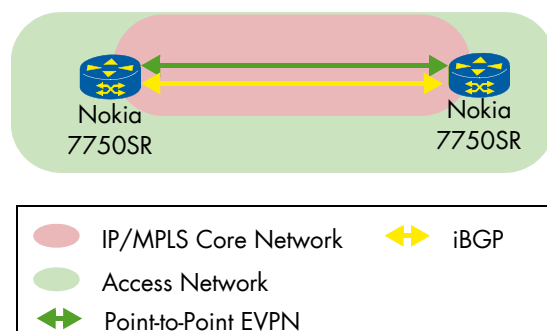 Nokia
7750SR
Nokia
7750SR
IP/MPLS Core Network
iBGP
Access Network
Point-to-Point EVPN